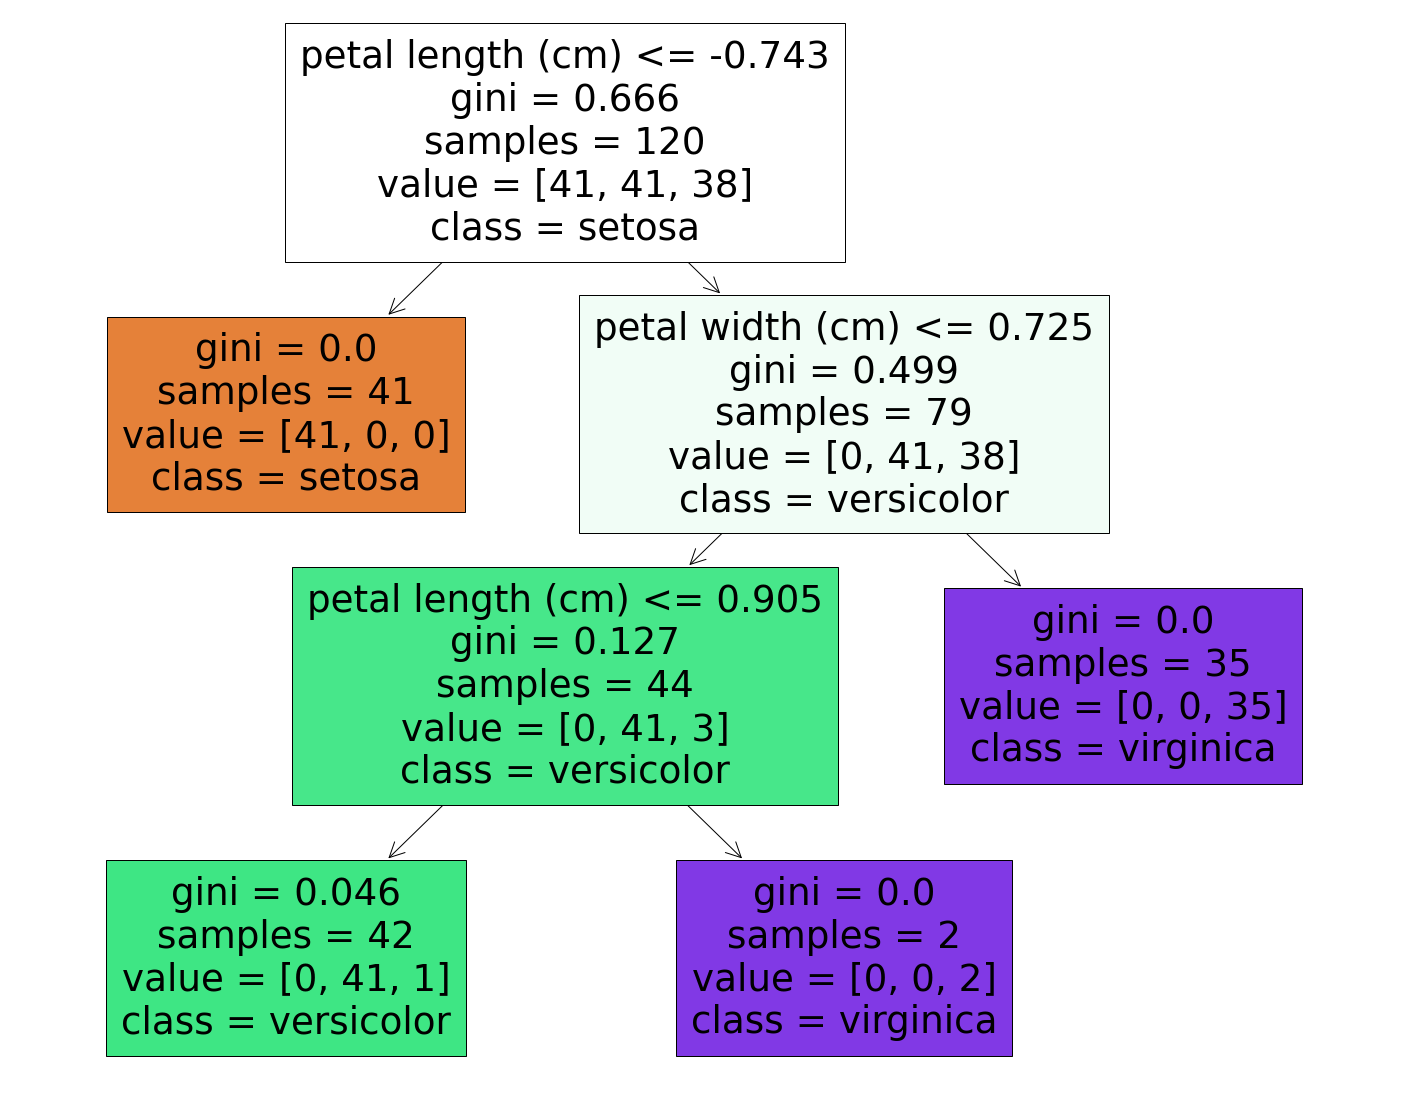 petal length (cm) <= -0.743
gini = 0.666
samples = 120
value = [41, 41, 38]
class = setosa
gini = 0.0
samples = 41
value = [41, 0, 0]
class = setosa
petal width (cm) <= 0.725
gini = 0.499
samples = 79
value = [0, 41, 38]
class = versicolor
petal length (cm) <= 0.905
gini = 0.127
samples = 44
value = [0, 41, 3]
class = versicolor
gini = 0.0
samples = 35
value = [0, 0, 35]
class = virginica
gini = 0.046
samples = 42
value = [0, 41, 1]
class = versicolor
gini = 0.0
samples = 2
value = [0, 0, 2]
class = virginica